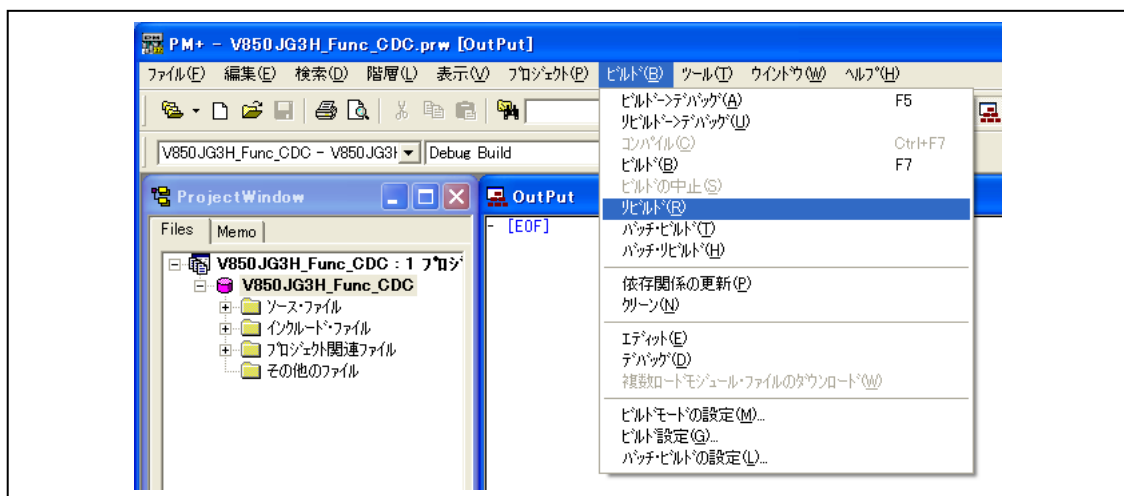 PM+ - V850JG3H_Func_CDC.prw [OutPut]
ﾌｧｲﾙ(F) 編集(E) 検索(D) 階層(L) 表示(V) ﾌﾟﾛｼﾞｪｸﾄ(P) ﾋﾞﾙﾄﾞ(B) ﾂｰﾙ(T) ｳｲﾝﾄﾞｳ(W) ﾍﾙﾌﾟ(H)
V850JG3H_Func_CDC - V850JG3H
Debug Build
ProjectWindow
Files Memo
V850JG3H_Func_CDC : 1 ﾌﾟﾛｼﾞ
V850JG3H_Func_CDC
ｿｰｽ･ﾌｧｲﾙ
ｲﾝｸﾙｰﾄﾞ･ﾌｧｲﾙ
ﾌﾟﾛｼﾞｪｸﾄ関連ﾌｧｲﾙ
その他のﾌｧｲﾙ
OutPut
[EOF]
ﾋﾞﾙﾄﾞ->ﾃﾞﾊﾞｯｸﾞ(A) F5
ﾘﾋﾞﾙﾄﾞ->ﾃﾞﾊﾞｯｸﾞ(U)
ｺﾝﾊﾟｲﾙ(C) Ctrl+F7
ﾋﾞﾙﾄﾞ(B) F7
ﾋﾞﾙﾄﾞの中止(S)
ﾘﾋﾞﾙﾄﾞ(R)
ﾊﾞｯﾁ･ﾋﾞﾙﾄﾞ(T)
ﾊﾞｯﾁ･ﾘﾋﾞﾙﾄﾞ(H)
依存関係の更新(P)
ｸﾘｰﾝ(N)
ｴﾃﾞｨｯﾄ(E)
ﾃﾞﾊﾞｯｸﾞ(D)
複数ﾛｰﾄﾞﾓｼﾞｭｰﾙ･ﾌｧｲﾙのﾀﾞｳﾝﾛｰﾄﾞ(W)
ﾋﾞﾙﾄﾞﾓｰﾄﾞの設定(M)...
ﾋﾞﾙﾄﾞ設定(G)...
ﾊﾞｯﾁ･ﾋﾞﾙﾄﾞの設定(L)...